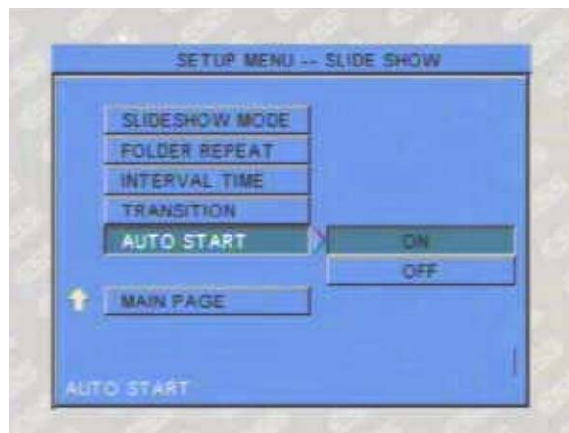 SETUP MENU -- SLIDE SHOW
SLIDESHOW MODE
FOLDER REPEAT
INTERVAL TIME
TRANSITION
AUTO START
ON
OFF
MAIN PAGE
AUTO START